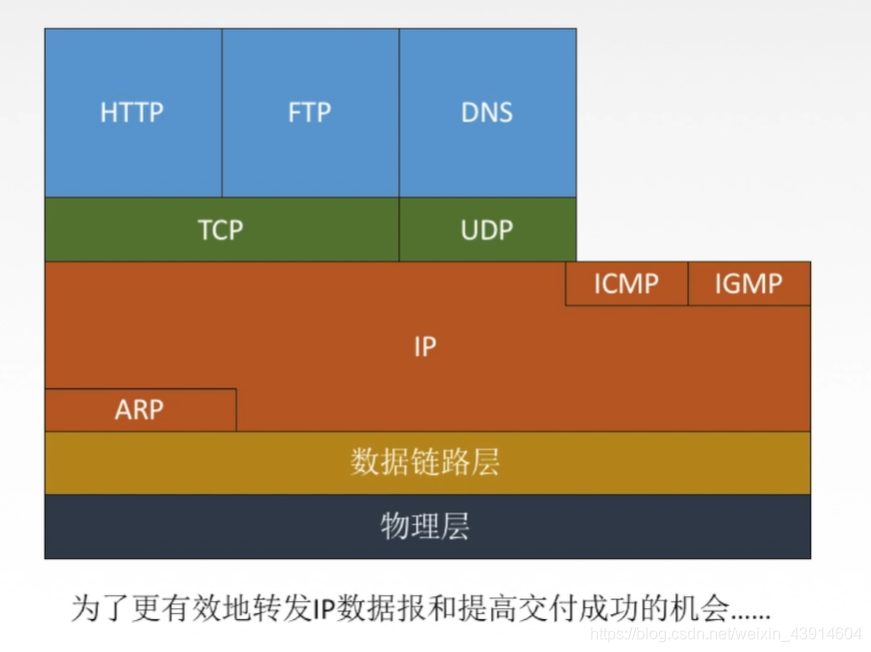 HTTP FTP DNS
TCP UDP
ICMP IGMP
IP
ARP
数据链路层
物理层
为了更有效地转发IP数据报和提高交付成功的机会……
https://blog.csdn.net/weixin_43914604